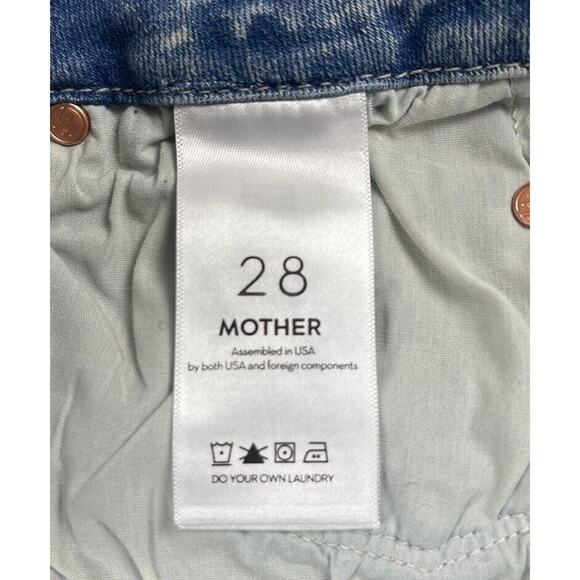 28
MOTHER
Assembled in USA
by both USA and foreign components
DO YOUR OWN LAUNDRY